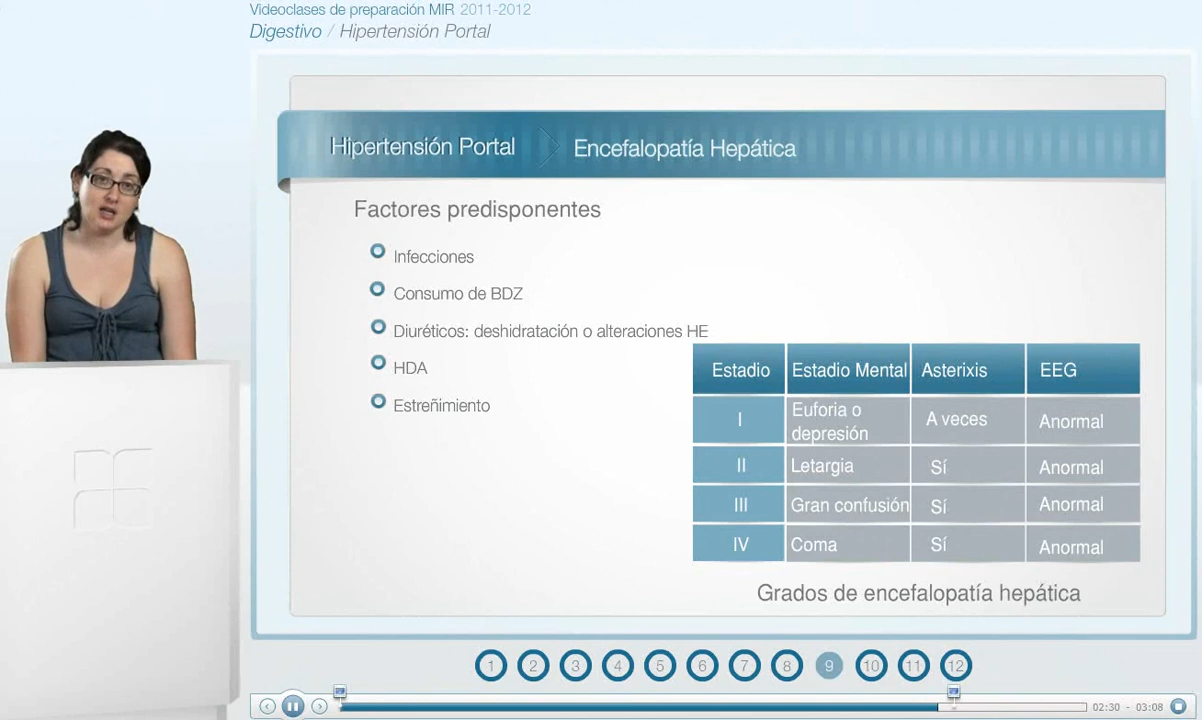 Videoclases de preparación MIR 2011-2012
Digestivo / Hipertensión Portal
Hipertensión Portal
Encefalopatía Hepática
Factores predisponentes
Infecciones
Consumo de BDZ
Diuréticos: deshidratación o alteraciones HE
HDA
Estreñimiento
Estadio Estadio Mental Asterixis EEG
I Euforia o depresión A veces Anormal
II Letargia Sí Anormal
III Gran confusión Sí Anormal
IV Coma Sí Anormal
Grados de encefalopatía hepática
1 2 3 4 5 6 7 8 9 10 11 12
02:30 - 03:08